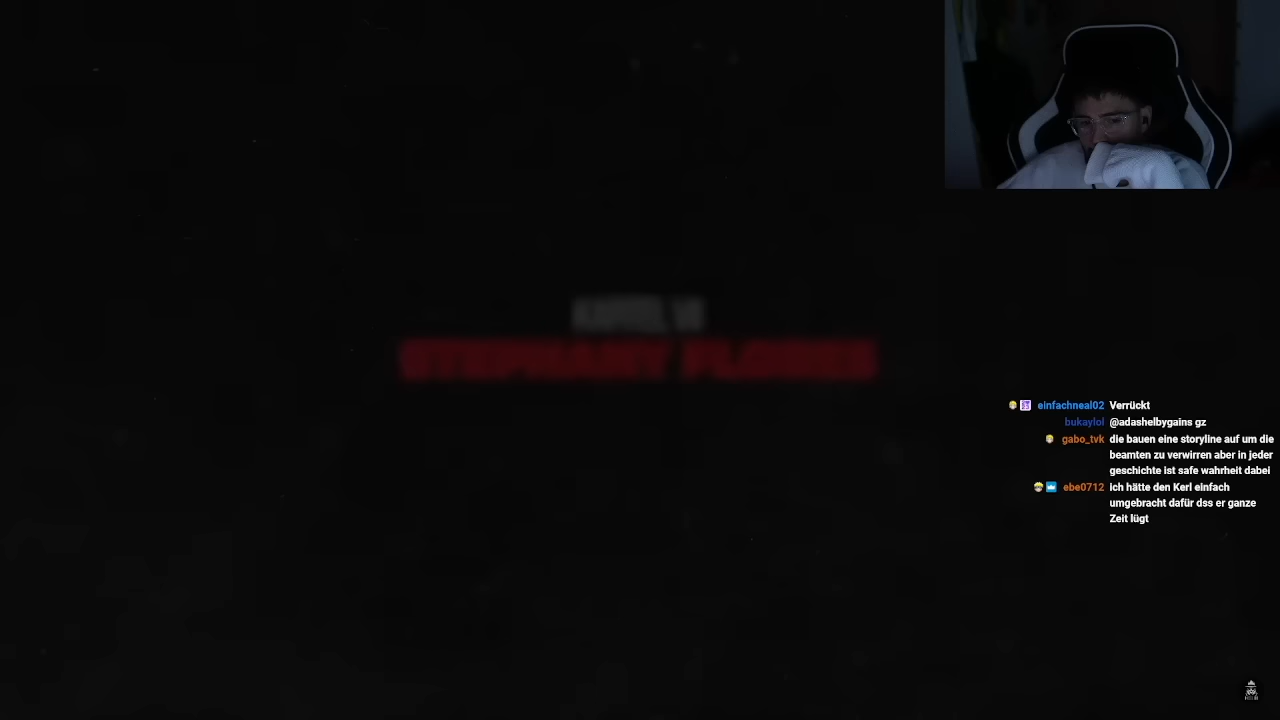 STEPHANY FLORES
einfachneal02 Verrückt
bukaylol @adashelbygains gz
gabo_tvk die bauen eine storyline auf um die
beamten zu verwirren aber in jeder
geschichte ist safe wahrheit dabei
ebe0712 ich hätte den Kerl einfach
umgebracht dafür dss er ganze
Zeit lügt